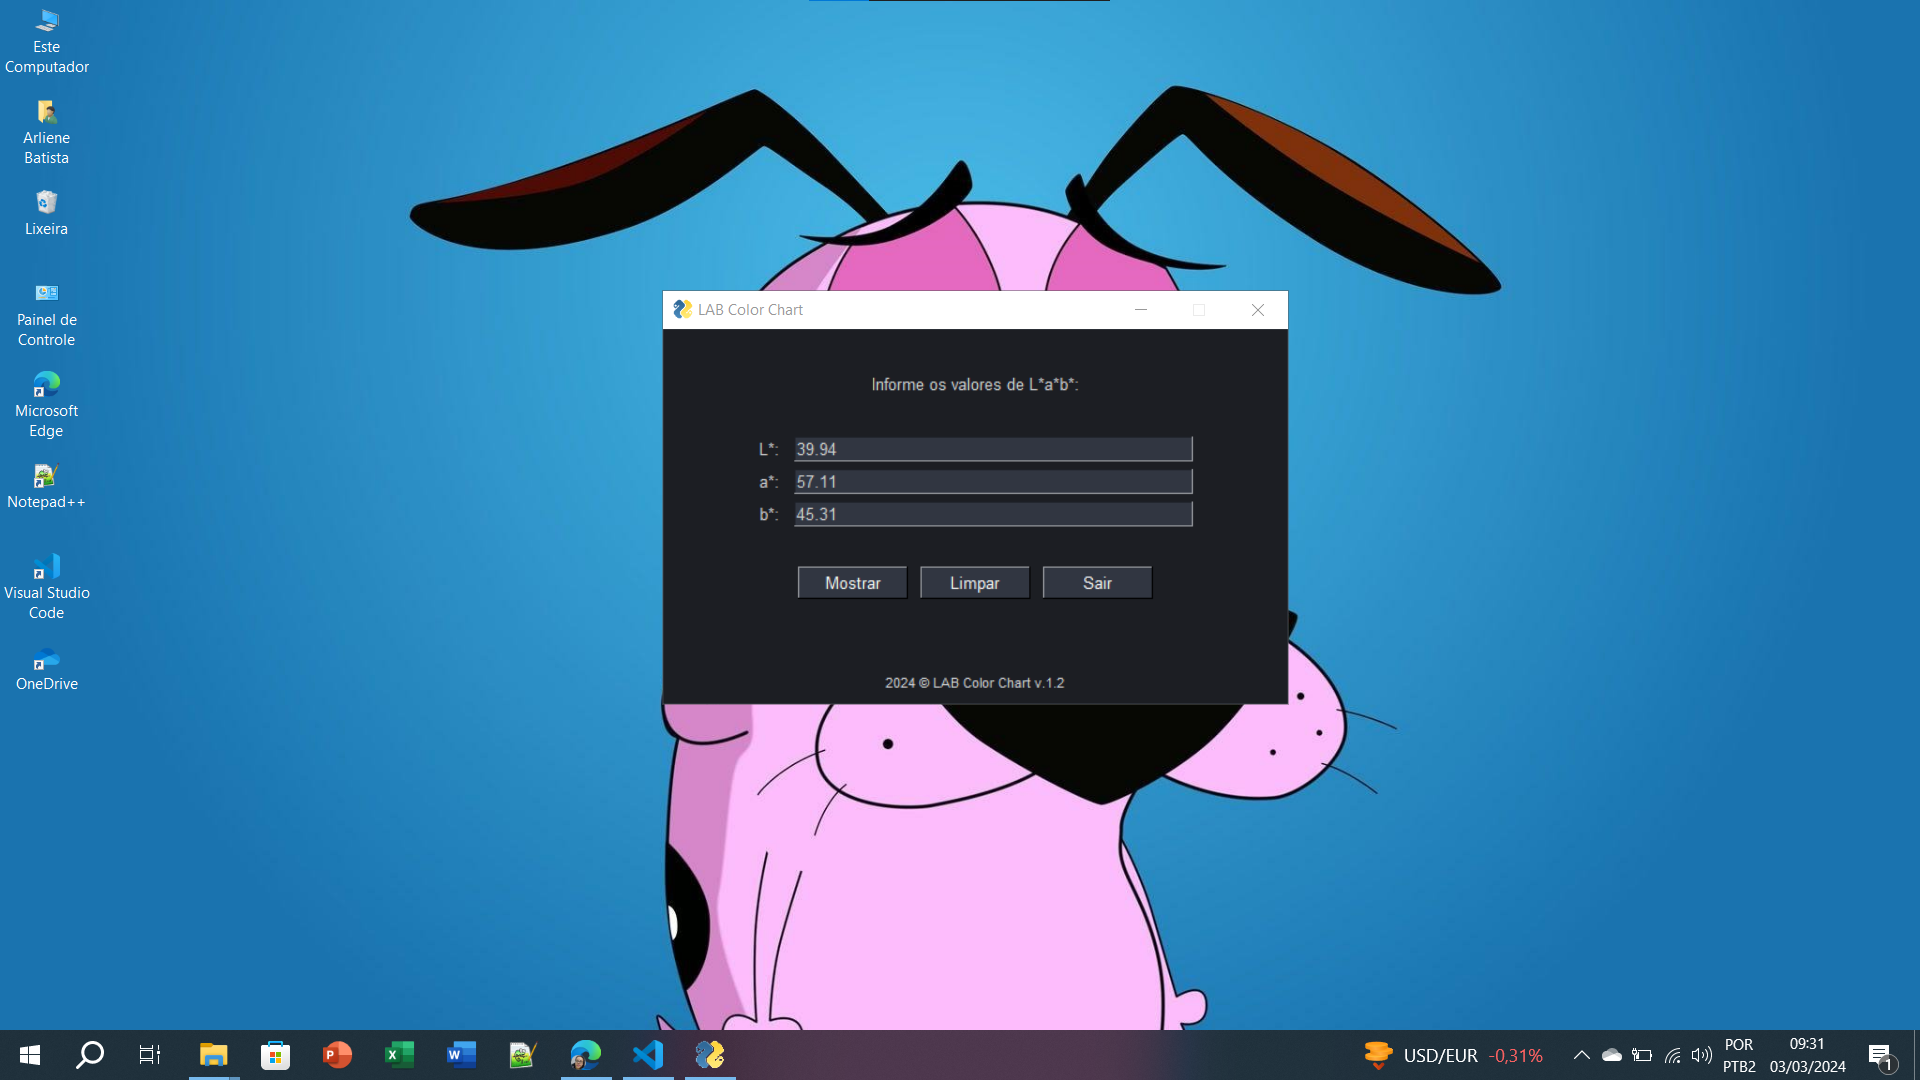 Este
Computador
Arliene
Batista
Lixeira
Painel de
Controle
Microsoft
Edge
Notepad++
Visual Studio
Code
OneDrive
LAB Color Chart
Informe os valores de L*a*b*:
L*: 39.94
a*: 57.11
b*: 45.31
Mostrar Limpar Sair
2024 © LAB Color Chart v.1.2
USD/EUR -0,31%
POR
PTB2
09:31
03/03/2024
1